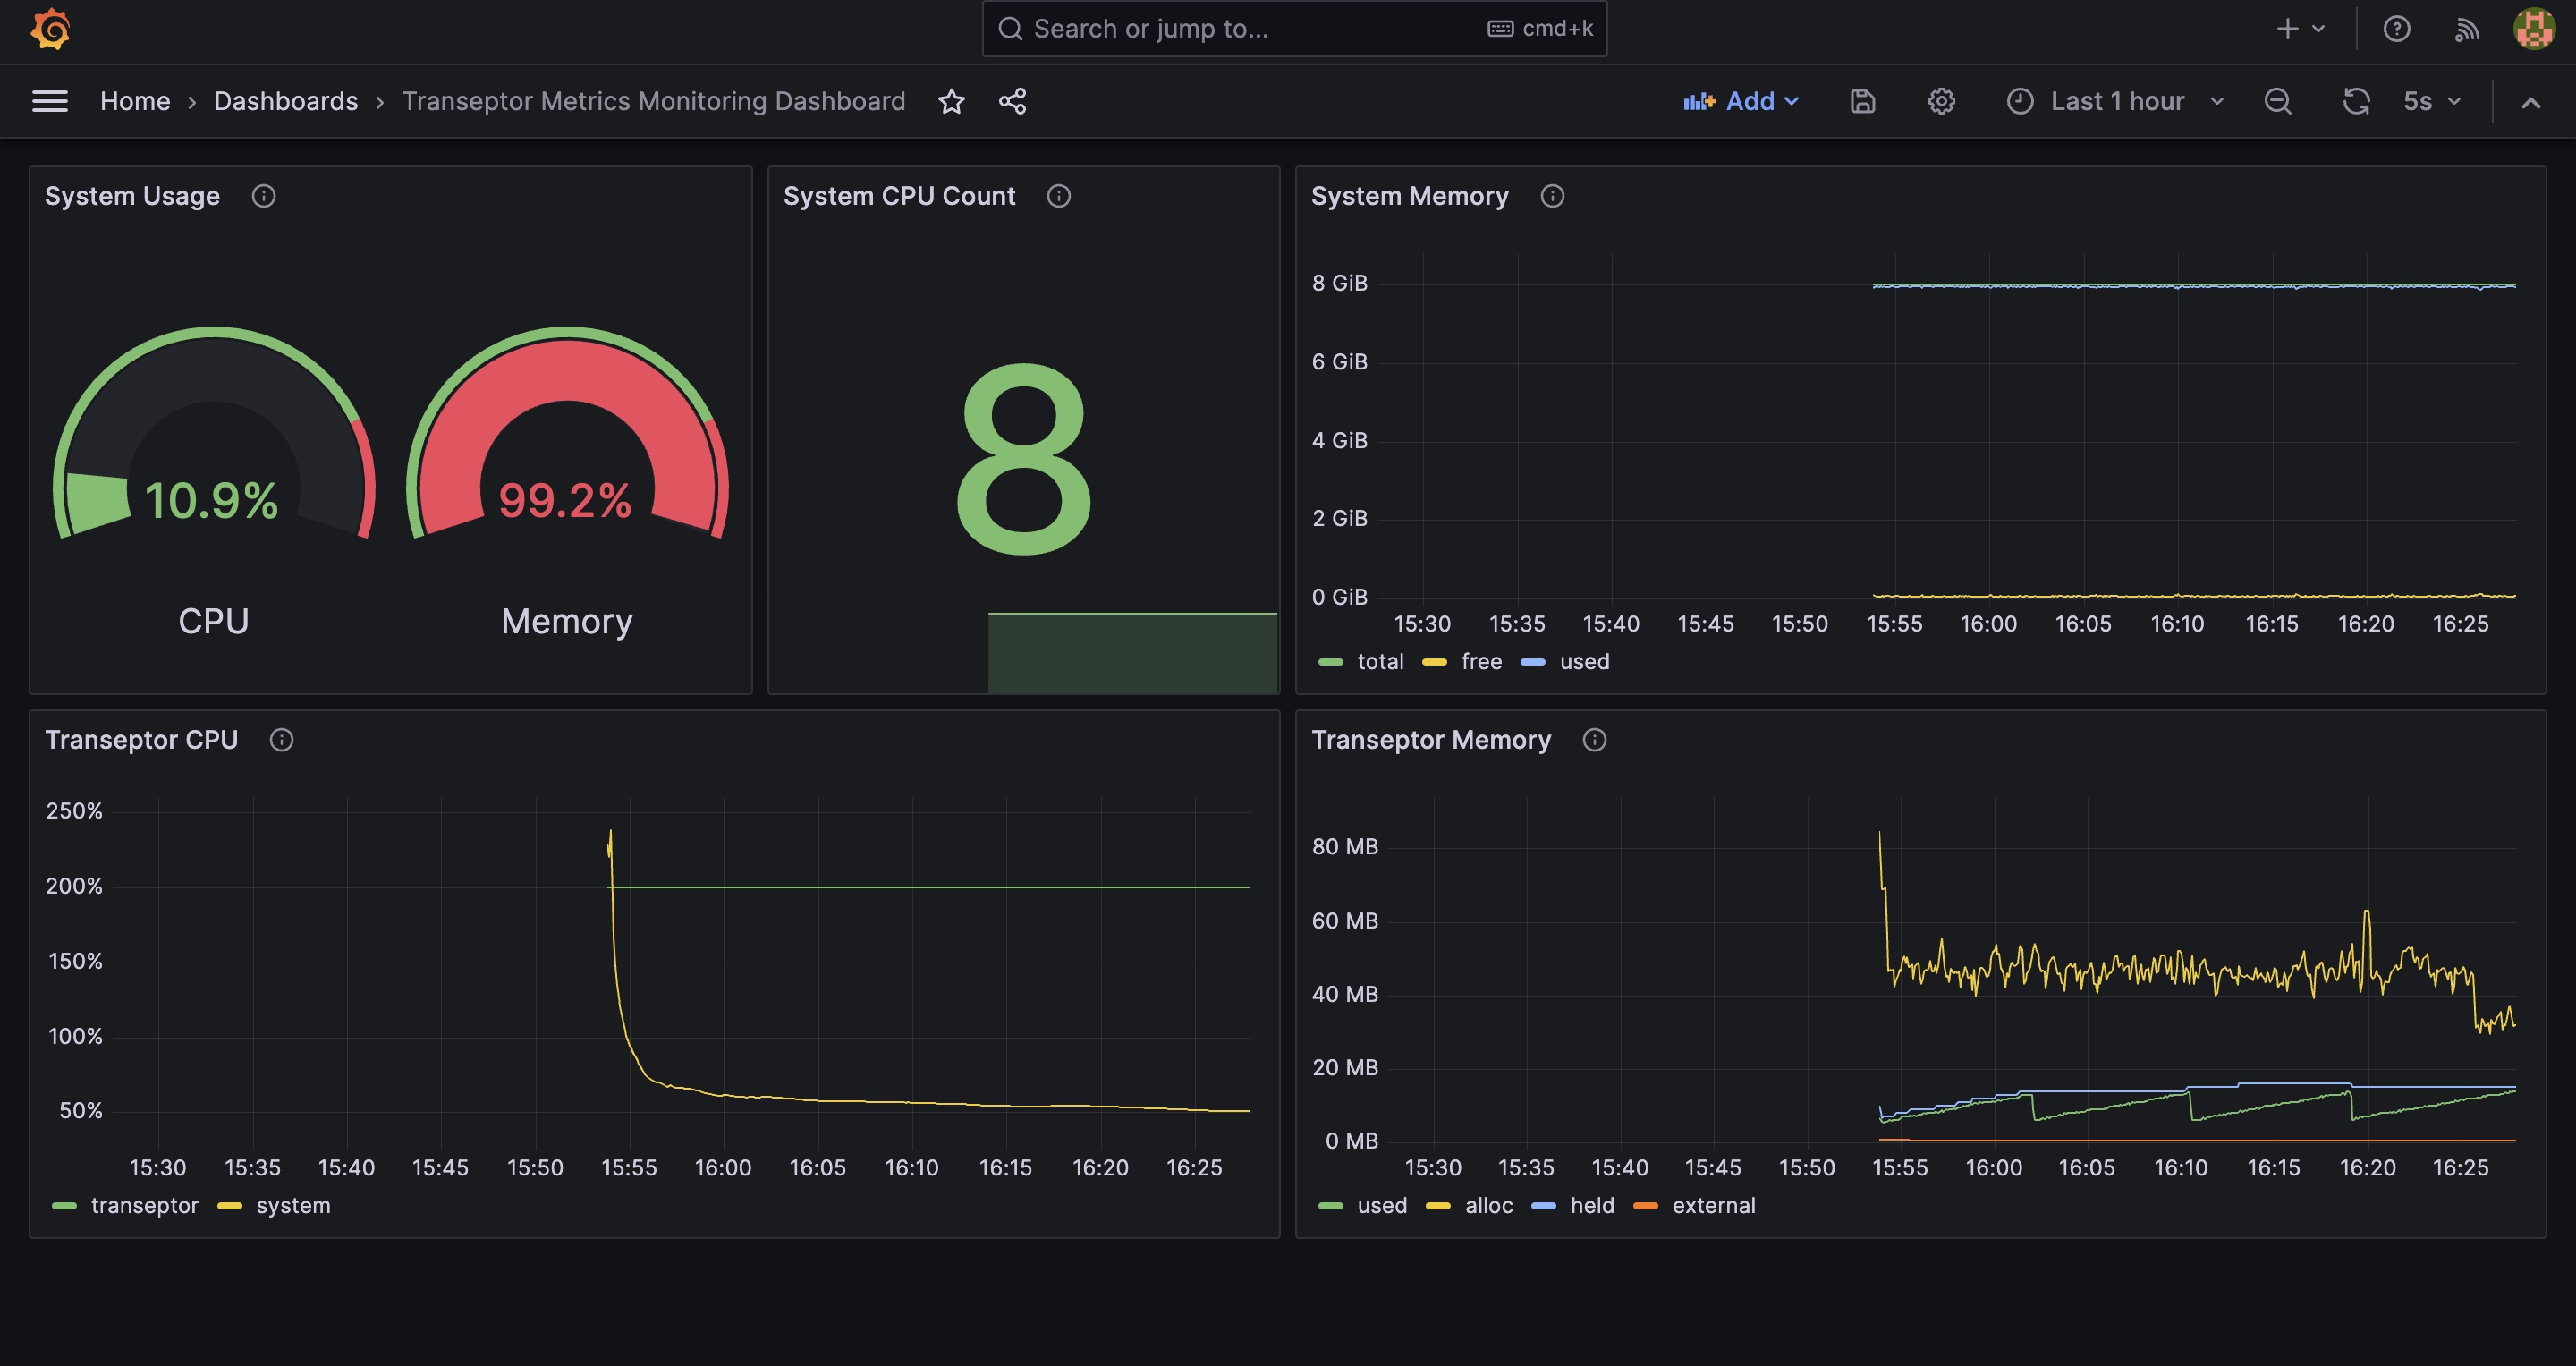 Search or jump to... cmd+k
Home › Dashboards › Transeptor Metrics Monitoring Dashboard
Add
Last 1 hour
5s
System Usage
10.9%
CPU
99.2%
Memory
System CPU Count
8
System Memory
8 GiB
6 GiB
4 GiB
2 GiB
0 GiB
15:30 15:35 15:40 15:45 15:50 15:55 16:00 16:05 16:10 16:15 16:20 16:25
total free used
Transeptor CPU
250%
200%
150%
100%
50%
15:30 15:35 15:40 15:45 15:50 15:55 16:00 16:05 16:10 16:15 16:20 16:25
transeptor system
Transeptor Memory
80 MB
60 MB
40 MB
20 MB
0 MB
15:30 15:35 15:40 15:45 15:50 15:55 16:00 16:05 16:10 16:15 16:20 16:25
used alloc held external